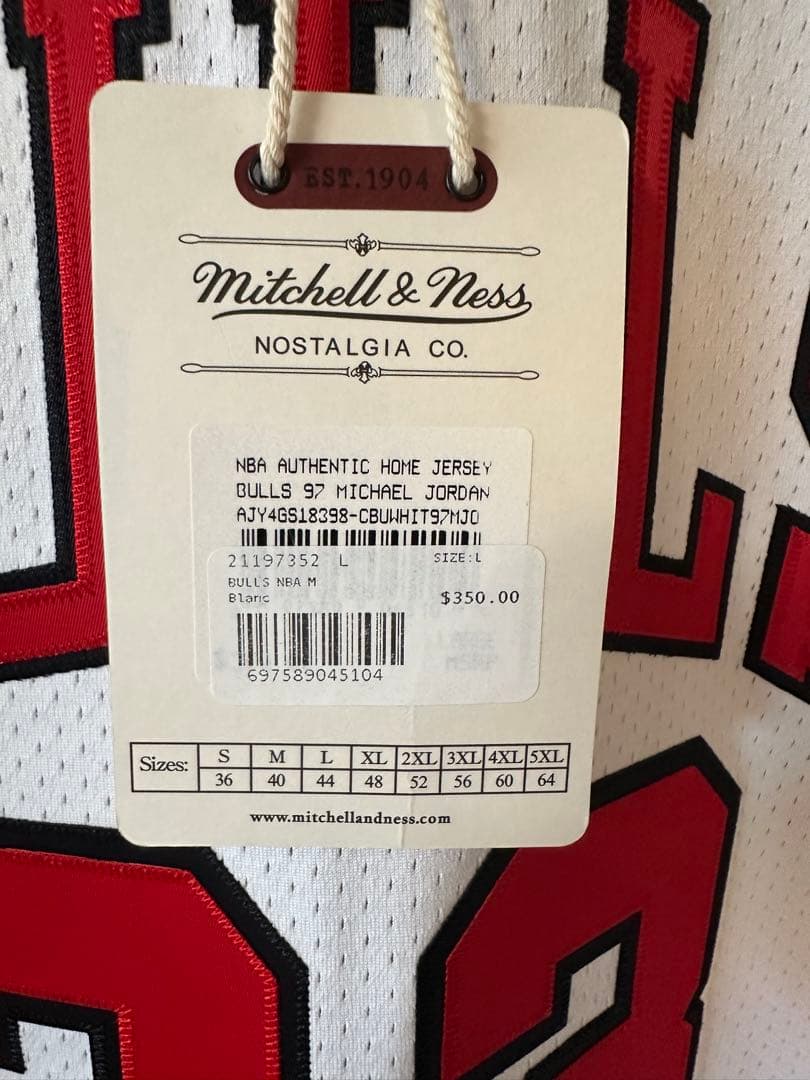 EST.1904
Mitchell & Ness
NOSTALGIA CO.
NBA AUTHENTIC HOME JERSEY
BULLS 97 MICHAEL JORDAN
AJY4GS18398-CBUWHIT97MJO
21197352 L SIZE:L
BULLS NBA M
Blanc $350.00
697589045104
Sizes: S M L XL 2XL 3XL 4XL 5XL
36 40 44 48 52 56 60 64
www.mitchellandness.com